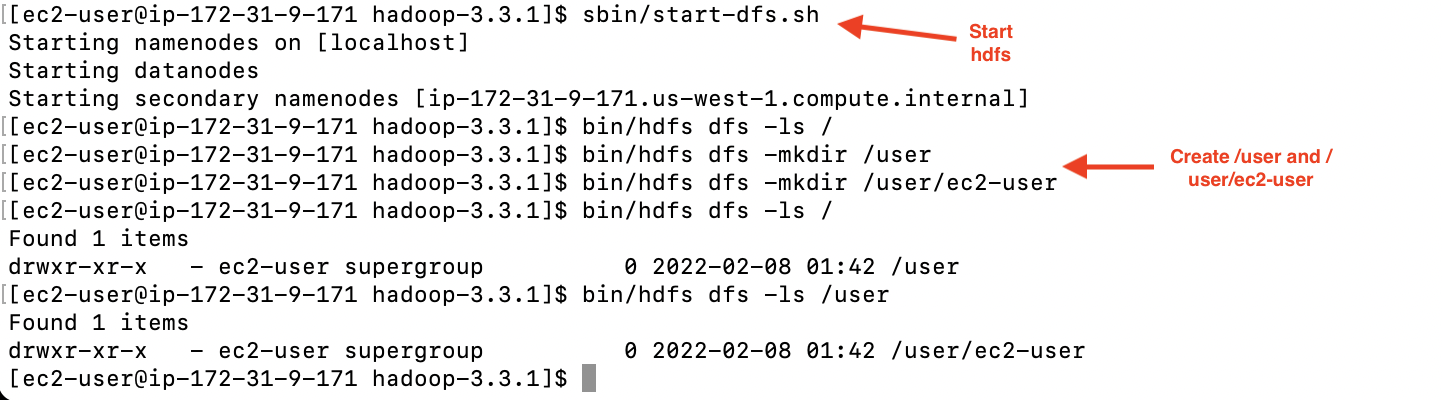 [[ec2-user@ip-172-31-9-171 hadoop-3.3.1]$ sbin/start-dfs.sh
Start
hdfs
Starting namenodes on [localhost]
Starting datanodes
Starting secondary namenodes [ip-172-31-9-171.us-west-1.compute.internal]
[[ec2-user@ip-172-31-9-171 hadoop-3.3.1]$ bin/hdfs dfs -ls /
[[ec2-user@ip-172-31-9-171 hadoop-3.3.1]$ bin/hdfs dfs -mkdir /user
[[ec2-user@ip-172-31-9-171 hadoop-3.3.1]$ bin/hdfs dfs -mkdir /user/ec2-user
Create /user and /
user/ec2-user
[[ec2-user@ip-172-31-9-171 hadoop-3.3.1]$ bin/hdfs dfs -ls /
Found 1 items
drwxr-xr-x   - ec2-user supergroup          0 2022-02-08 01:42 /user
[[ec2-user@ip-172-31-9-171 hadoop-3.3.1]$ bin/hdfs dfs -ls /user
Found 1 items
drwxr-xr-x   - ec2-user supergroup          0 2022-02-08 01:42 /user/ec2-user
[ec2-user@ip-172-31-9-171 hadoop-3.3.1]$